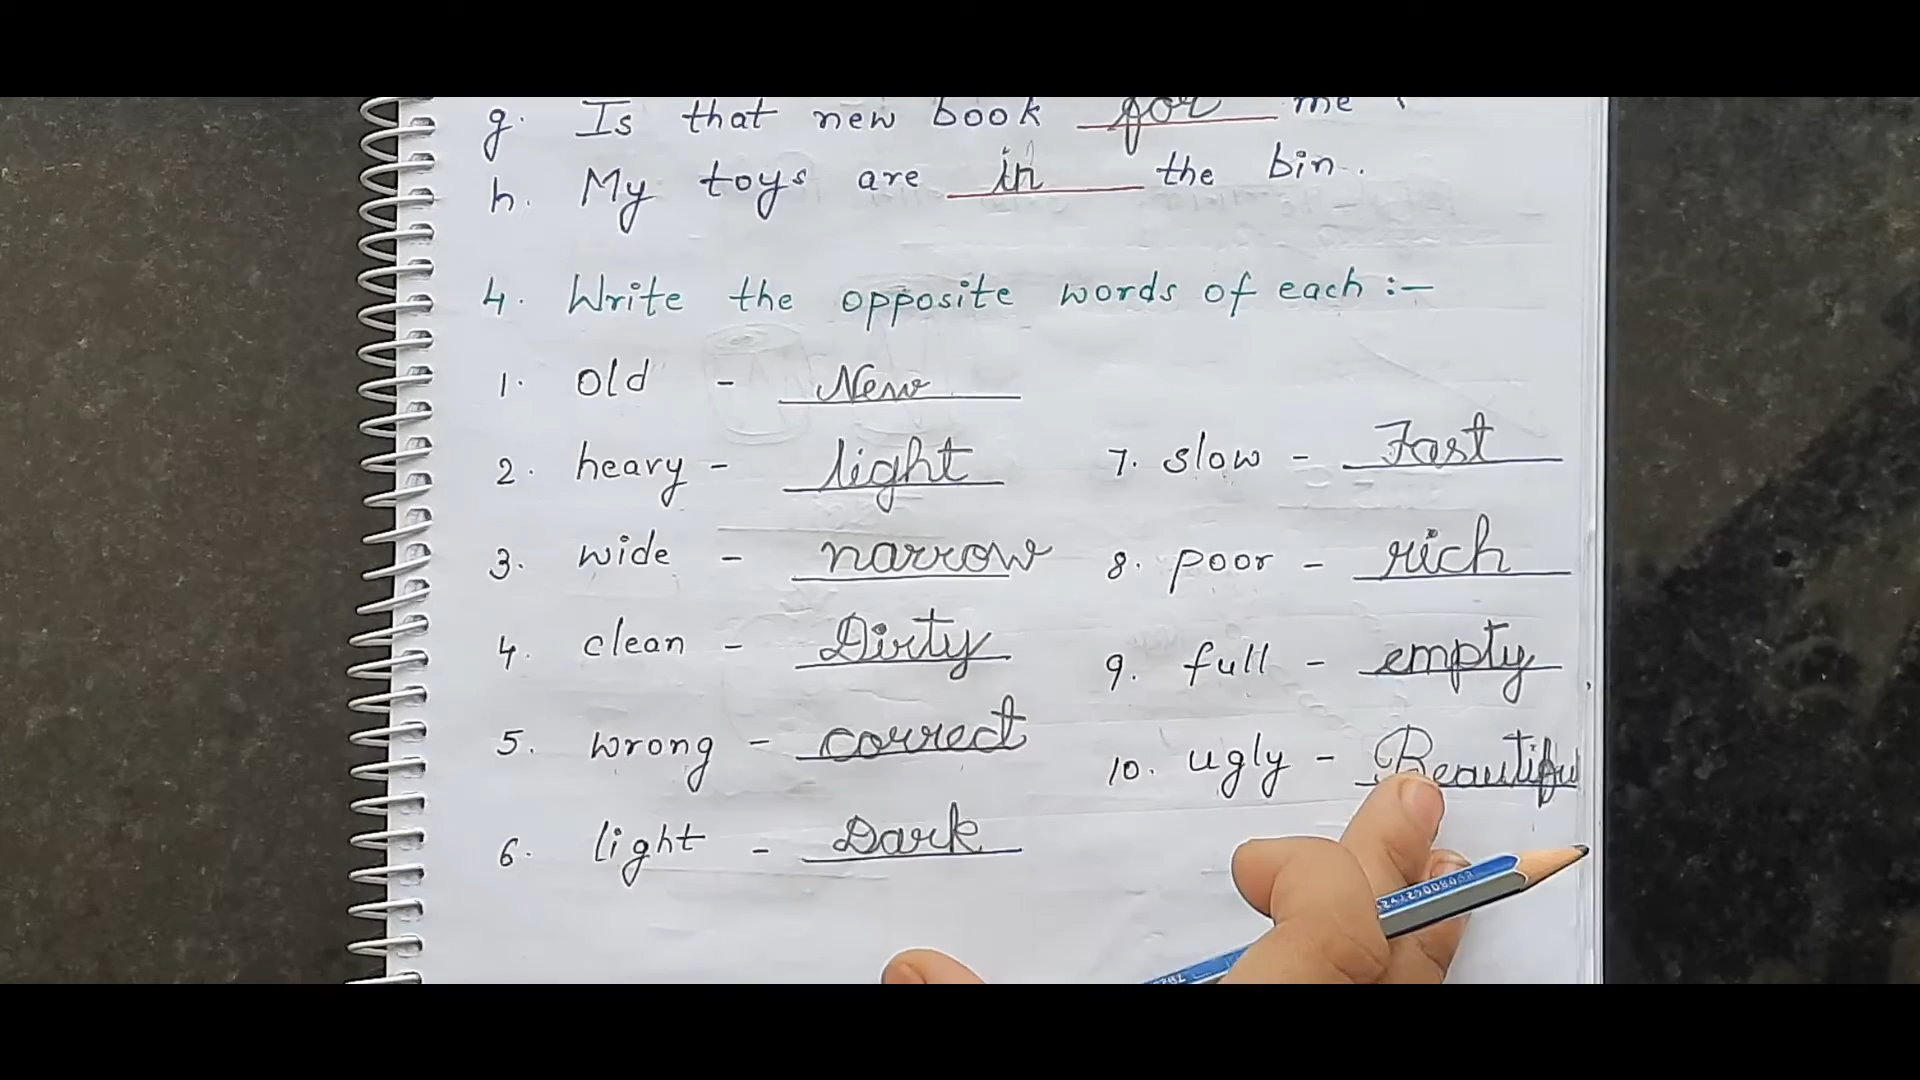 g. Is that new book for me
h. My toys are in the bin.
4. Write the opposite words of each :-
1. old - New
2. heavy - light
3. wide - narrow
4. clean - Dirty
5. wrong - correct
6. light - Dark
7. slow - Fast
8. poor - rich
9. full - empty
10. ugly - Beautifu